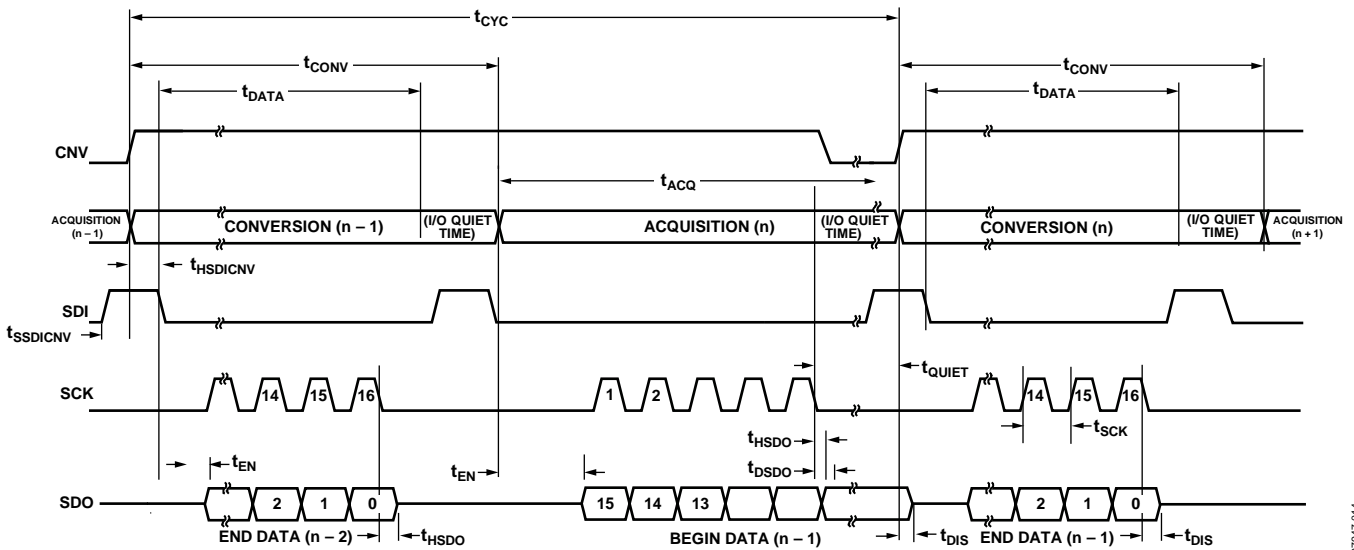 tCYC
tCONV
tCONV
tDATA
tDATA
CNV
tACQ
ACQUISITION
(n – 1)
CONVERSION (n – 1)
(I/O QUIET
TIME)
ACQUISITION (n)
(I/O QUIET
TIME)
CONVERSION (n)
(I/O QUIET
TIME)
ACQUISITION
(n + 1)
tHSDICNV
SDI
tSSDICNV
tQUIET
SCK
14 15 16
1 2
14 15 16
tHSDO
tSCK
tEN
tEN
tDSDO
SDO
2 1 0
15 14 13
2 1 0
END DATA (n – 2)
tHSDO
BEGIN DATA (n – 1)
tDIS
END DATA (n – 1)
tDIS